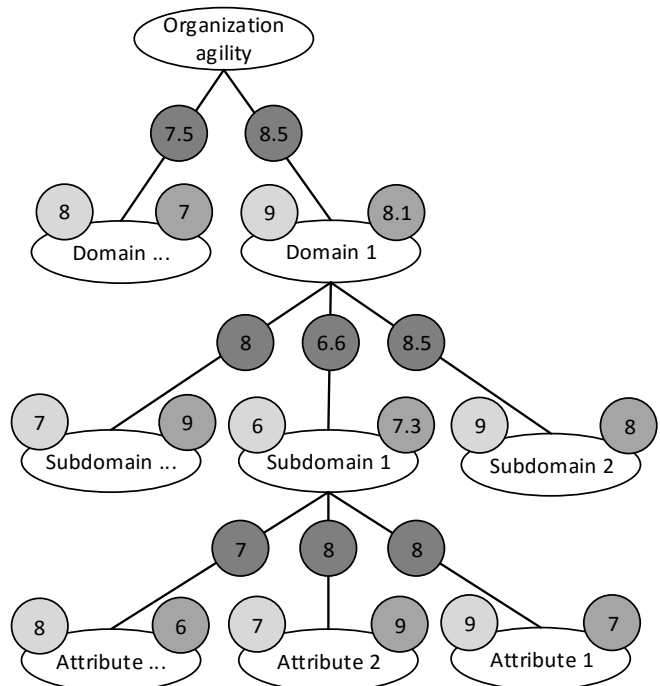 Organization
agility
7.5 8.5
8 7 9 8.1
Domain ... Domain 1
8 6.6 8.5
7 9 6 7.3 9 8
Subdomain ... Subdomain 1 Subdomain 2
7 8 8
8 6 7 9 9 7
Attribute ... Attribute 2 Attribute 1